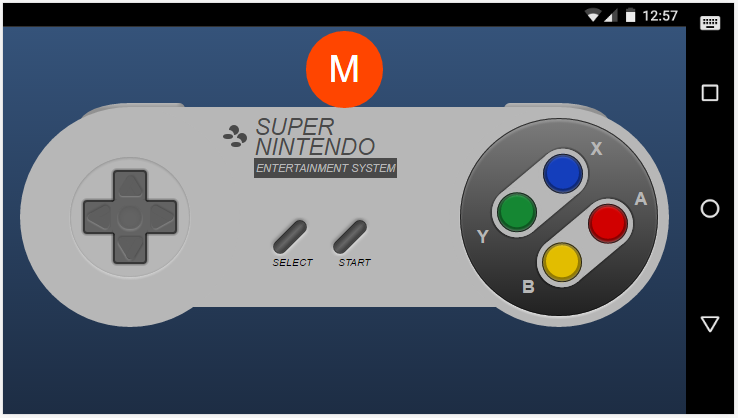 12:57
M
SUPER
NINTENDO
ENTERTAINMENT SYSTEM
X
A
Y
B
SELECT START